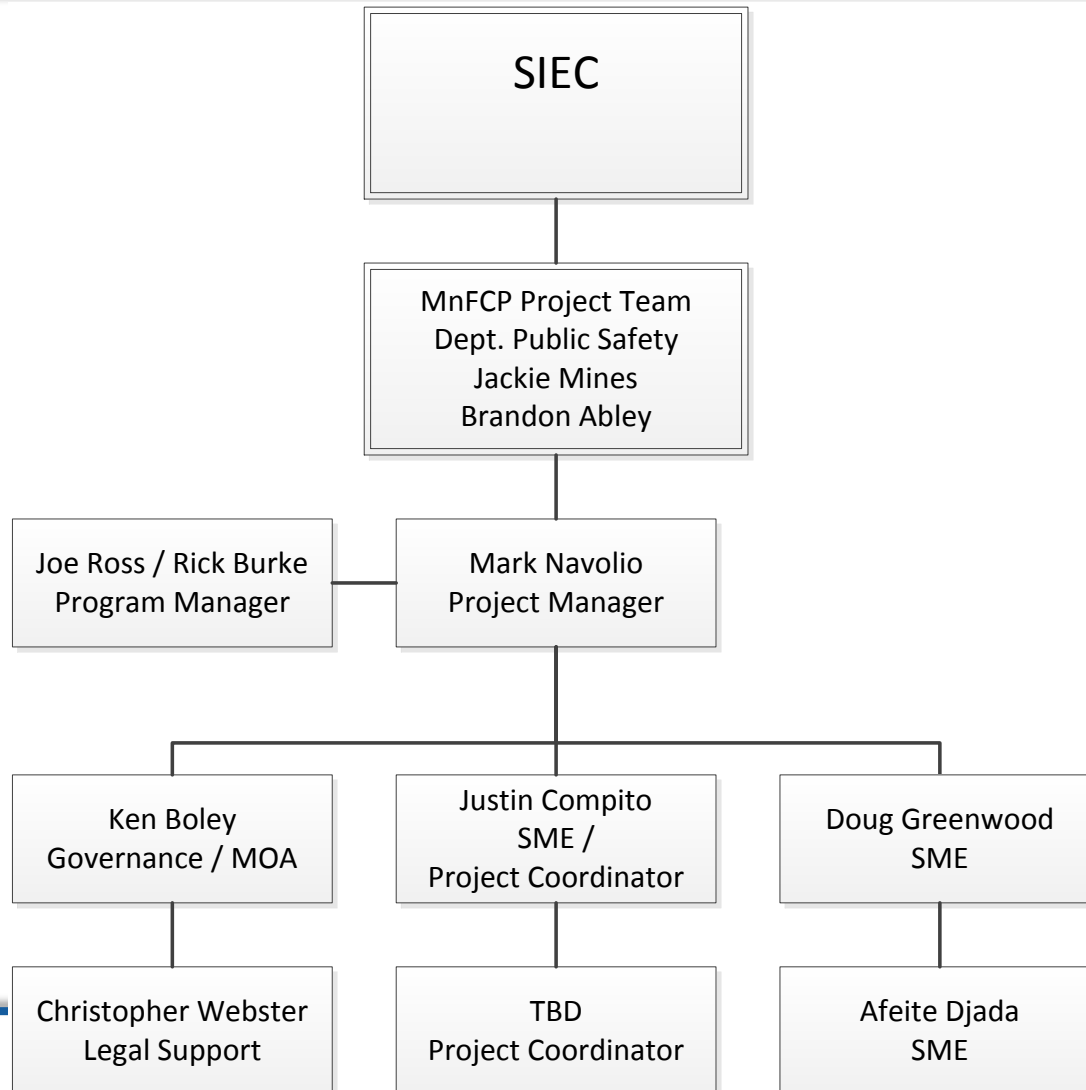 SIEC
MnFCP Project Team
Dept. Public Safety
Jackie Mines
Brandon Abley
Joe Ross / Rick Burke
Program Manager
Mark Navolio
Project Manager
Ken Boley
Governance / MOA
Justin Compito
SME /
Project Coordinator
Doug Greenwood
SME
Christopher Webster
Legal Support
TBD
Project Coordinator
Afeite Djada
SME